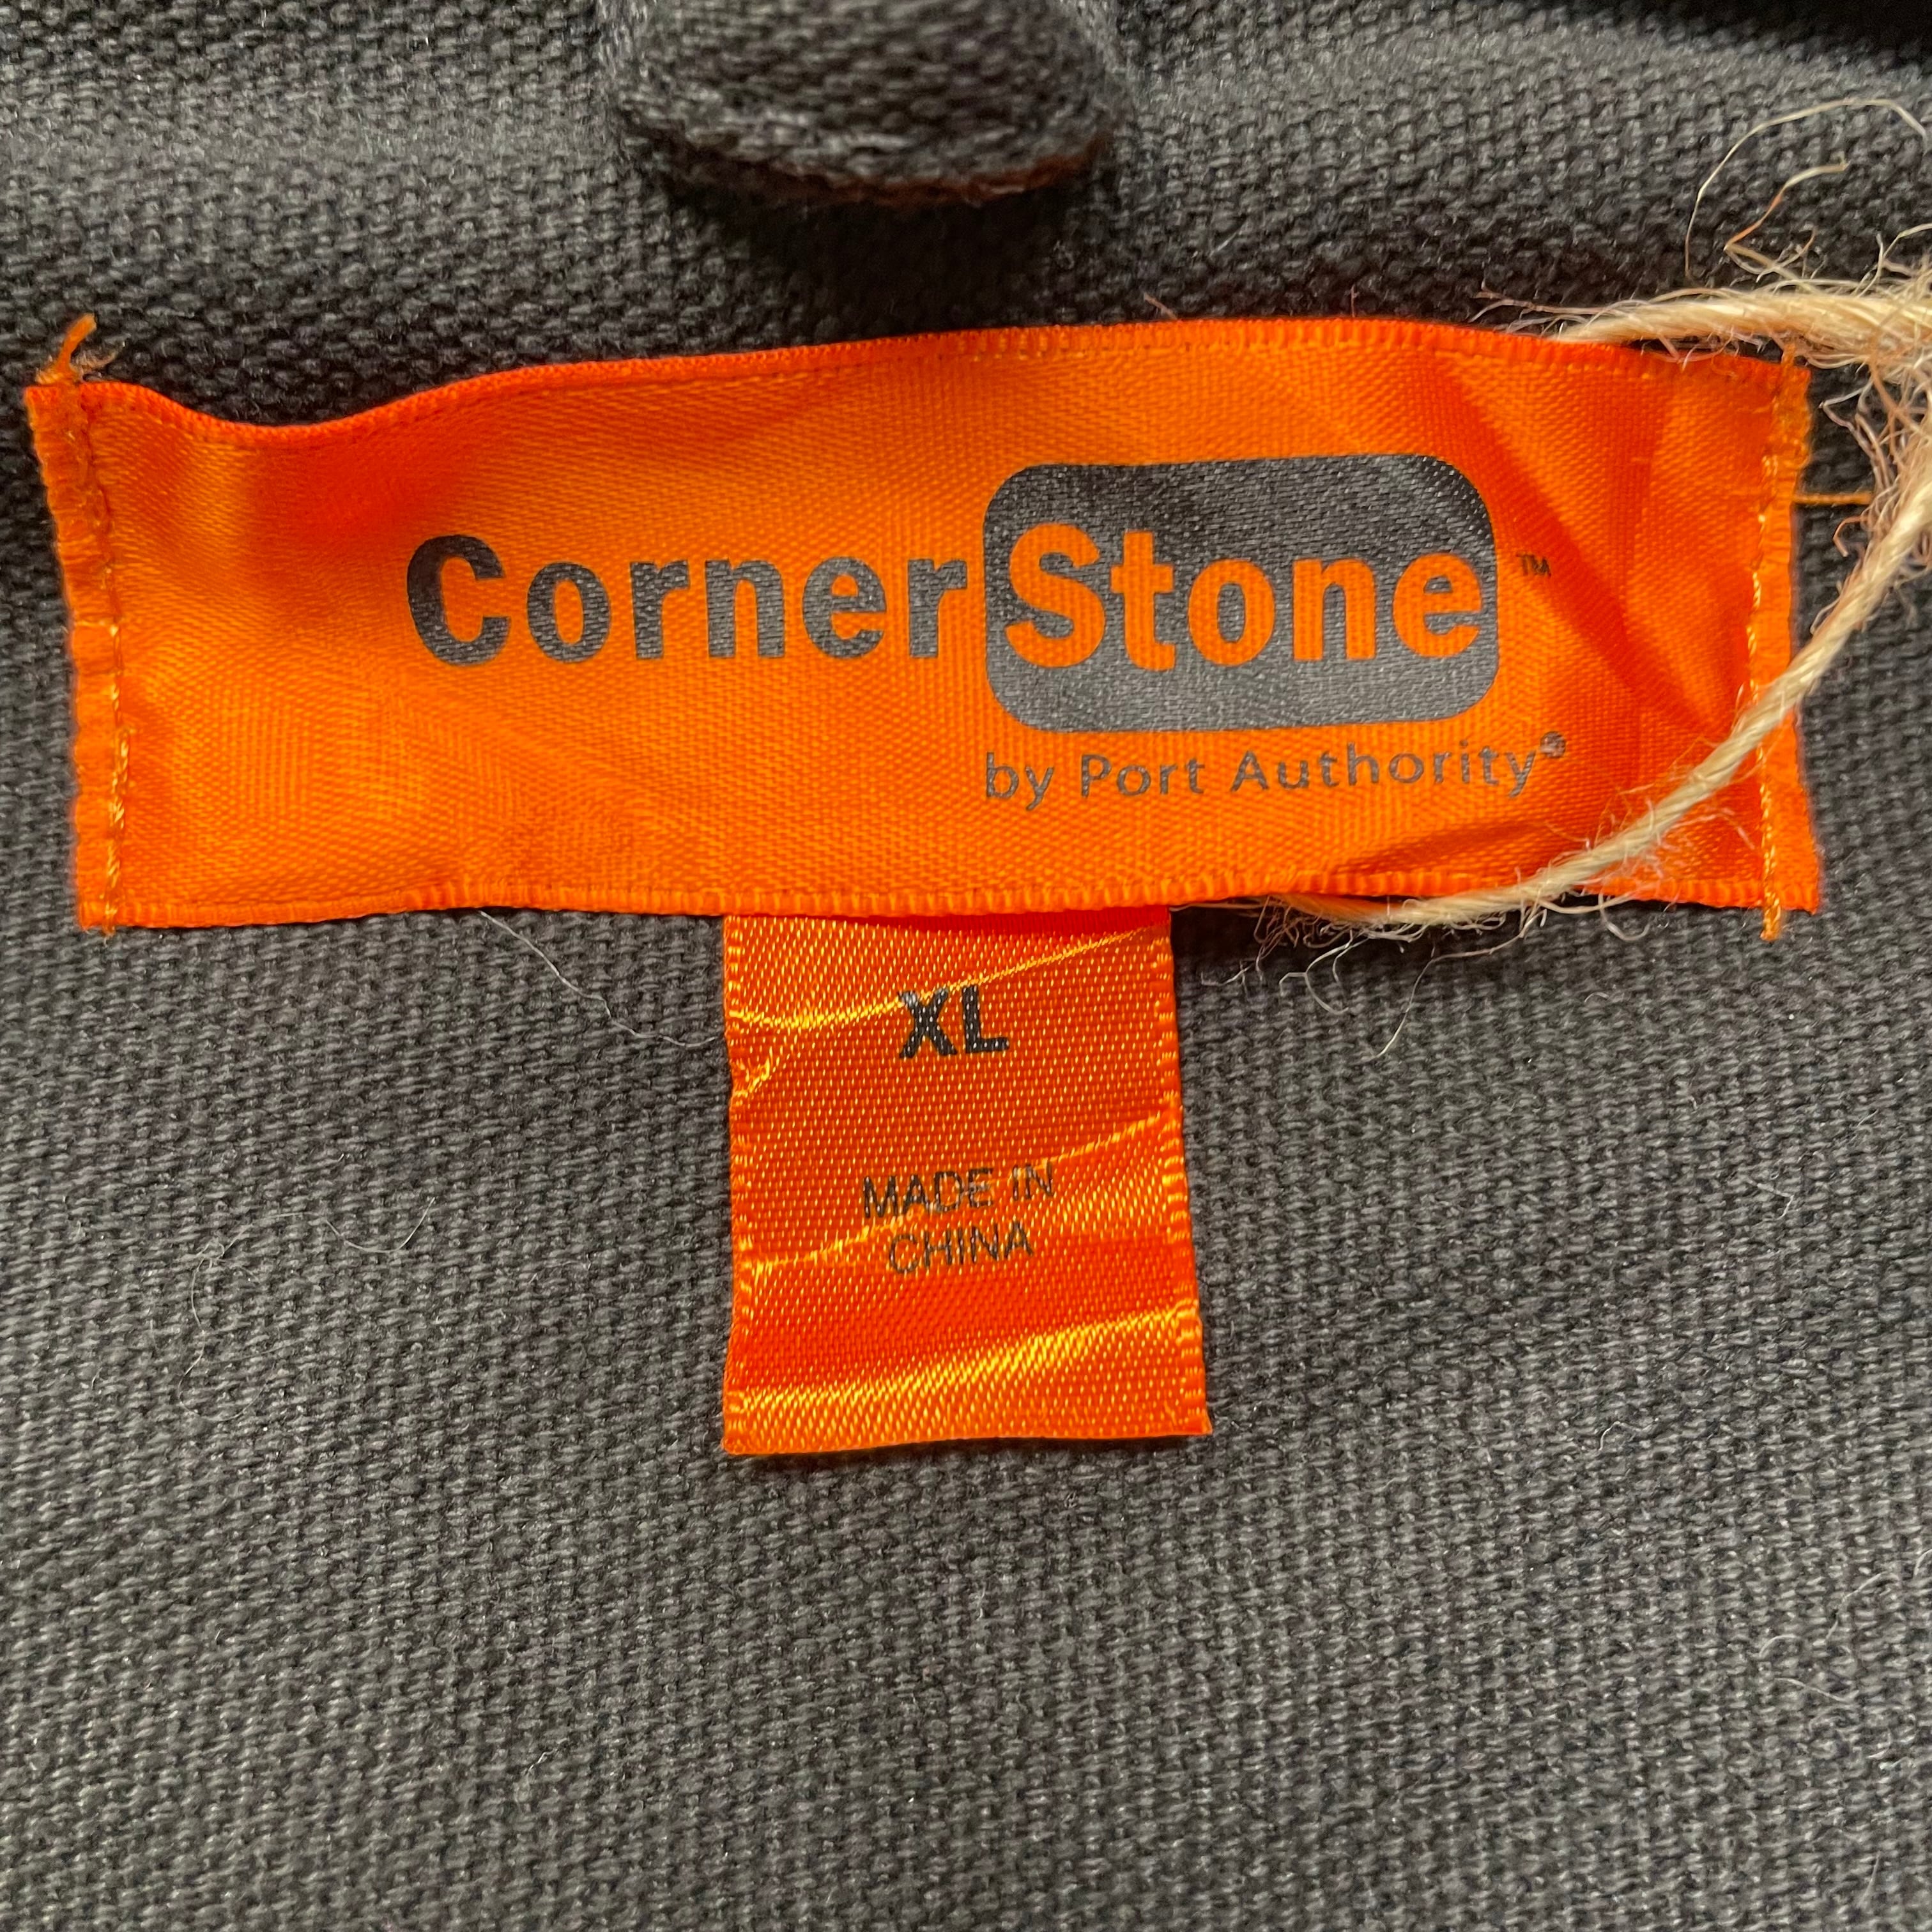 CornerStone™
by Port Authority®
XL
MADE IN
CHINA